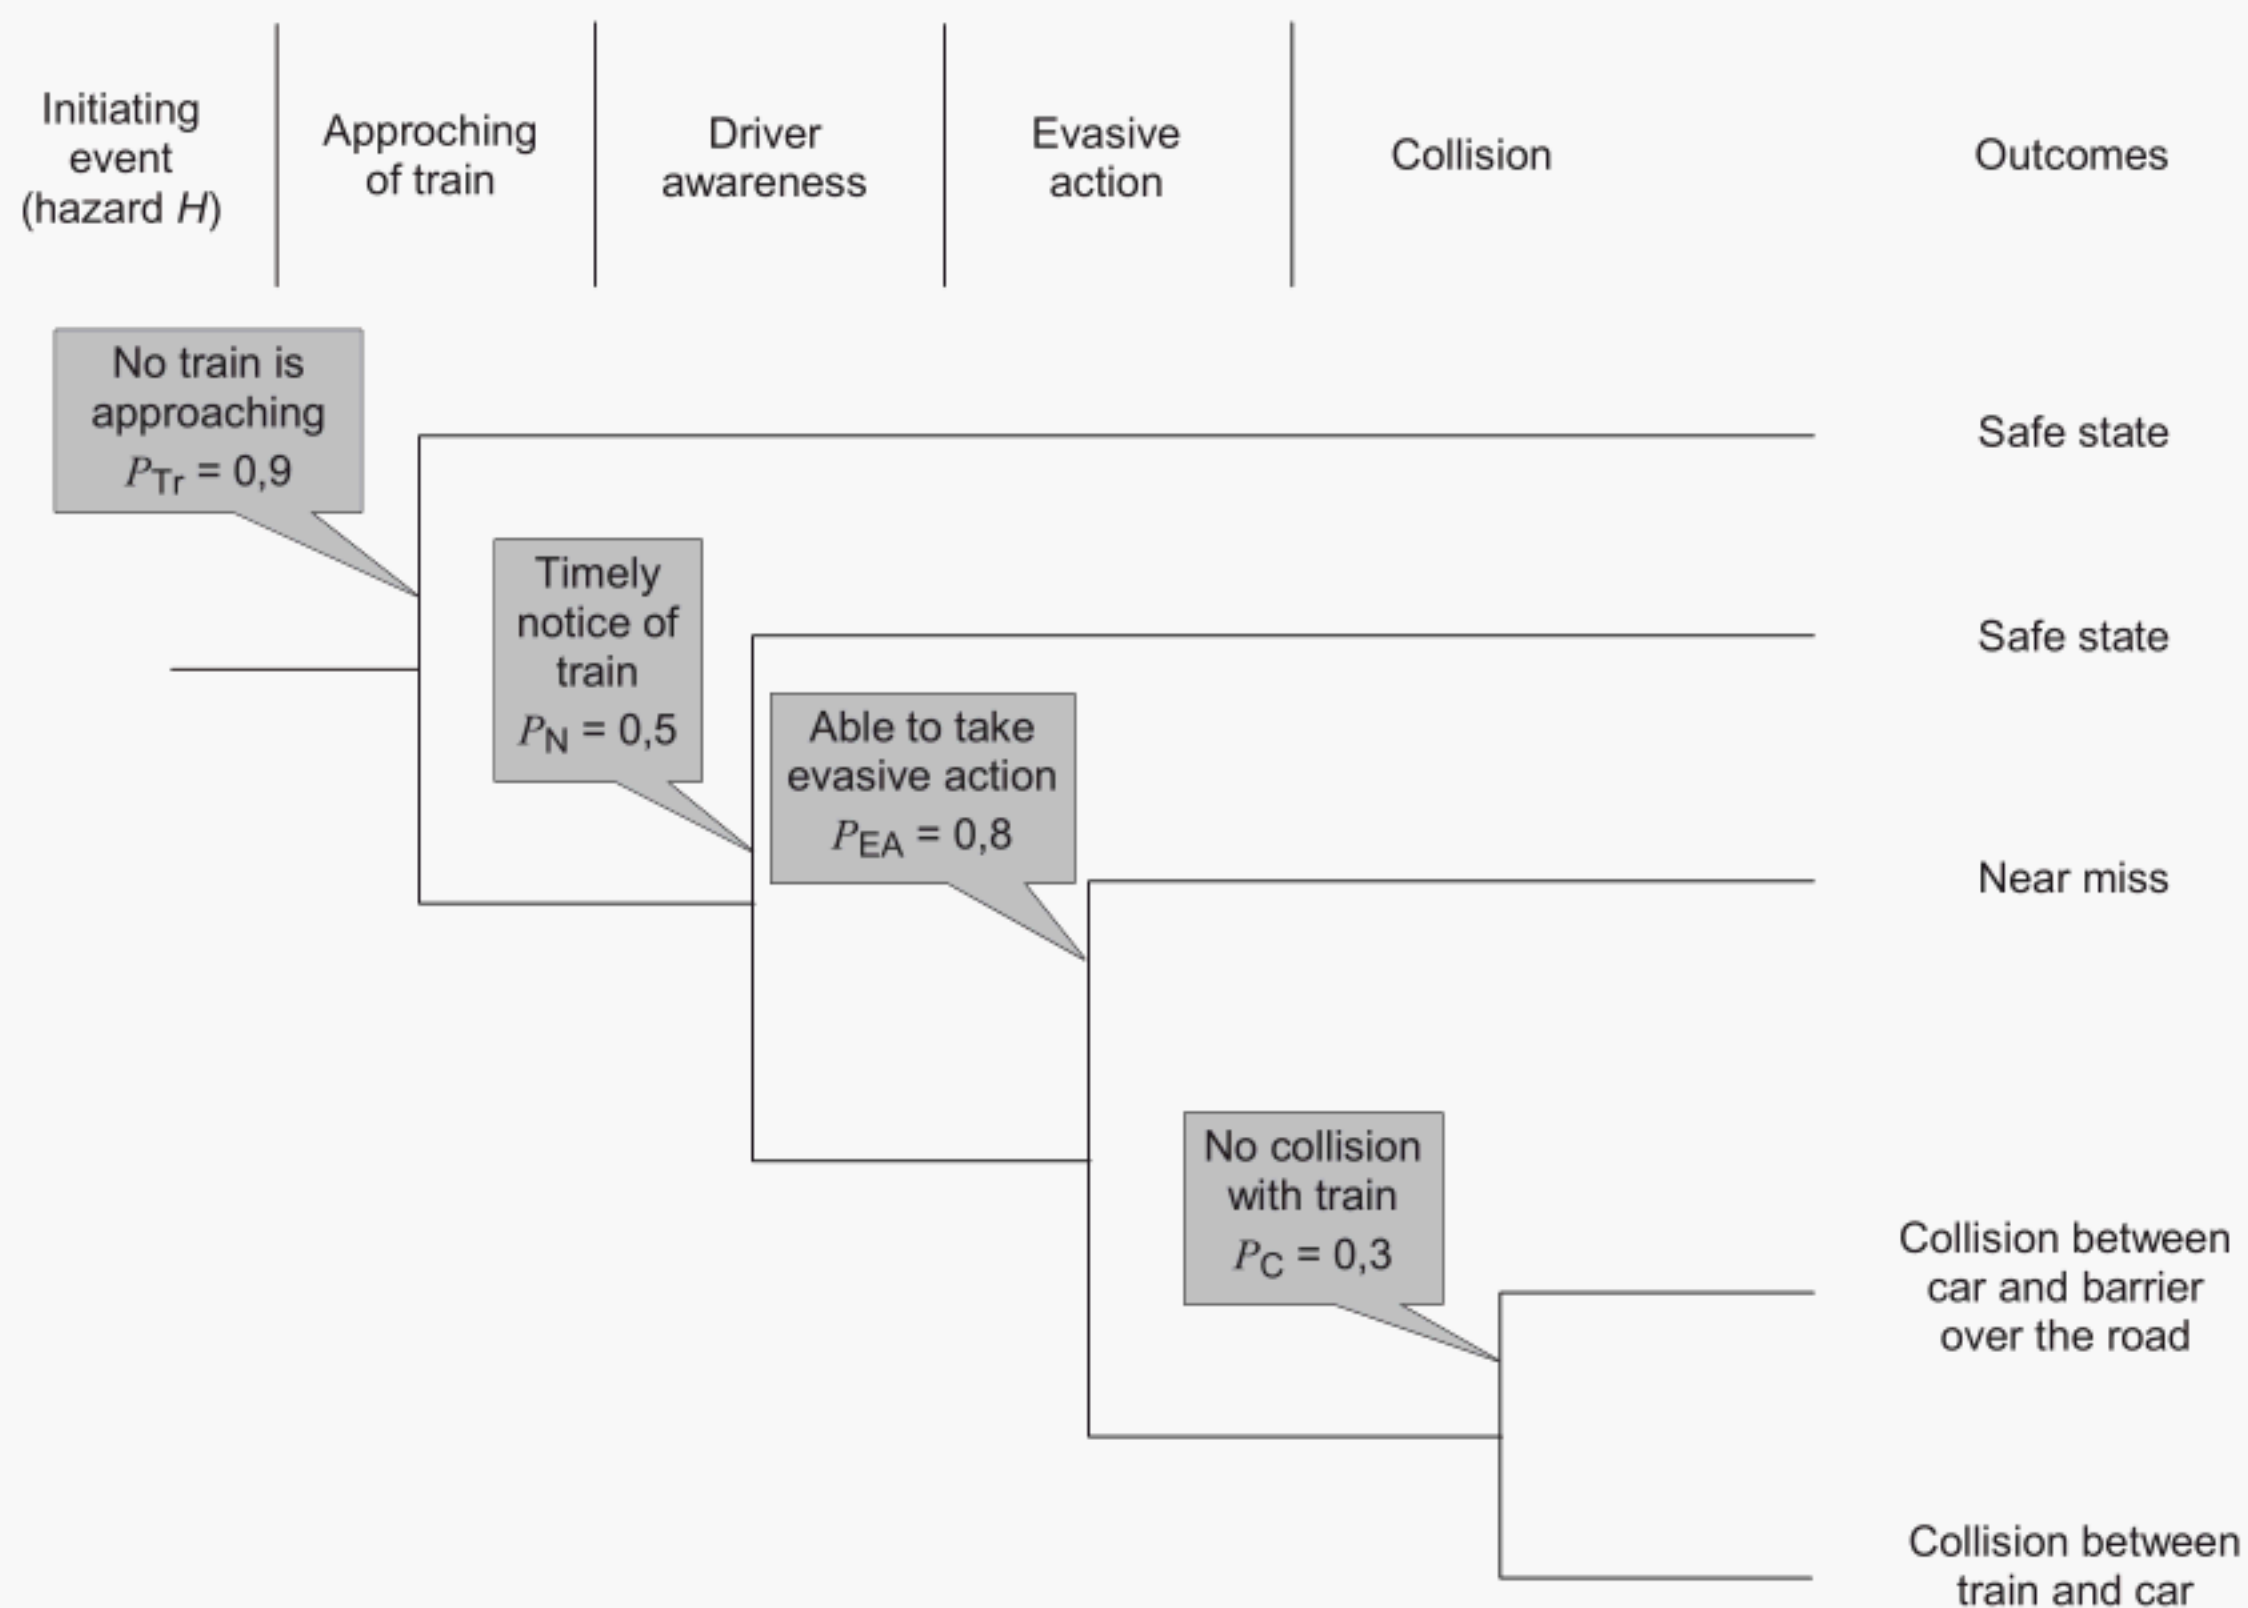 Initiating
event
(hazard H)
Approching
of train
Driver
awareness
Evasive
action
Collision
Outcomes
No train is
approaching
PTr = 0,9
Safe state
Timely
notice of
train
PN = 0,5
Safe state
Able to take
evasive action
PEA = 0,8
Near miss
No collision
with train
PC = 0,3
Collision between
car and barrier
over the road
Collision between
train and car